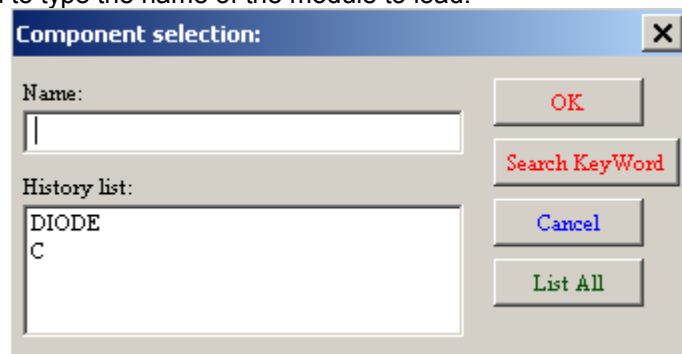 to type the name of the module to load.
Component selection:
Name:
OK
Search KeyWord
History list:
DIODE
C
Cancel
List All